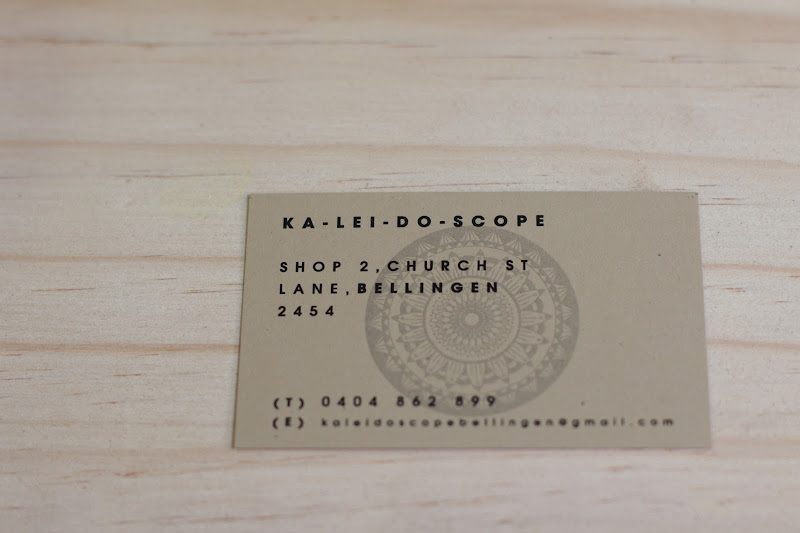 KA-LEI-DO-SCOPE
SHOP 2,CHURCH ST
LANE,BELLINGEN
2454
(T) 0404 862 899
(E) kaleidoscopebellingen@gmail.com